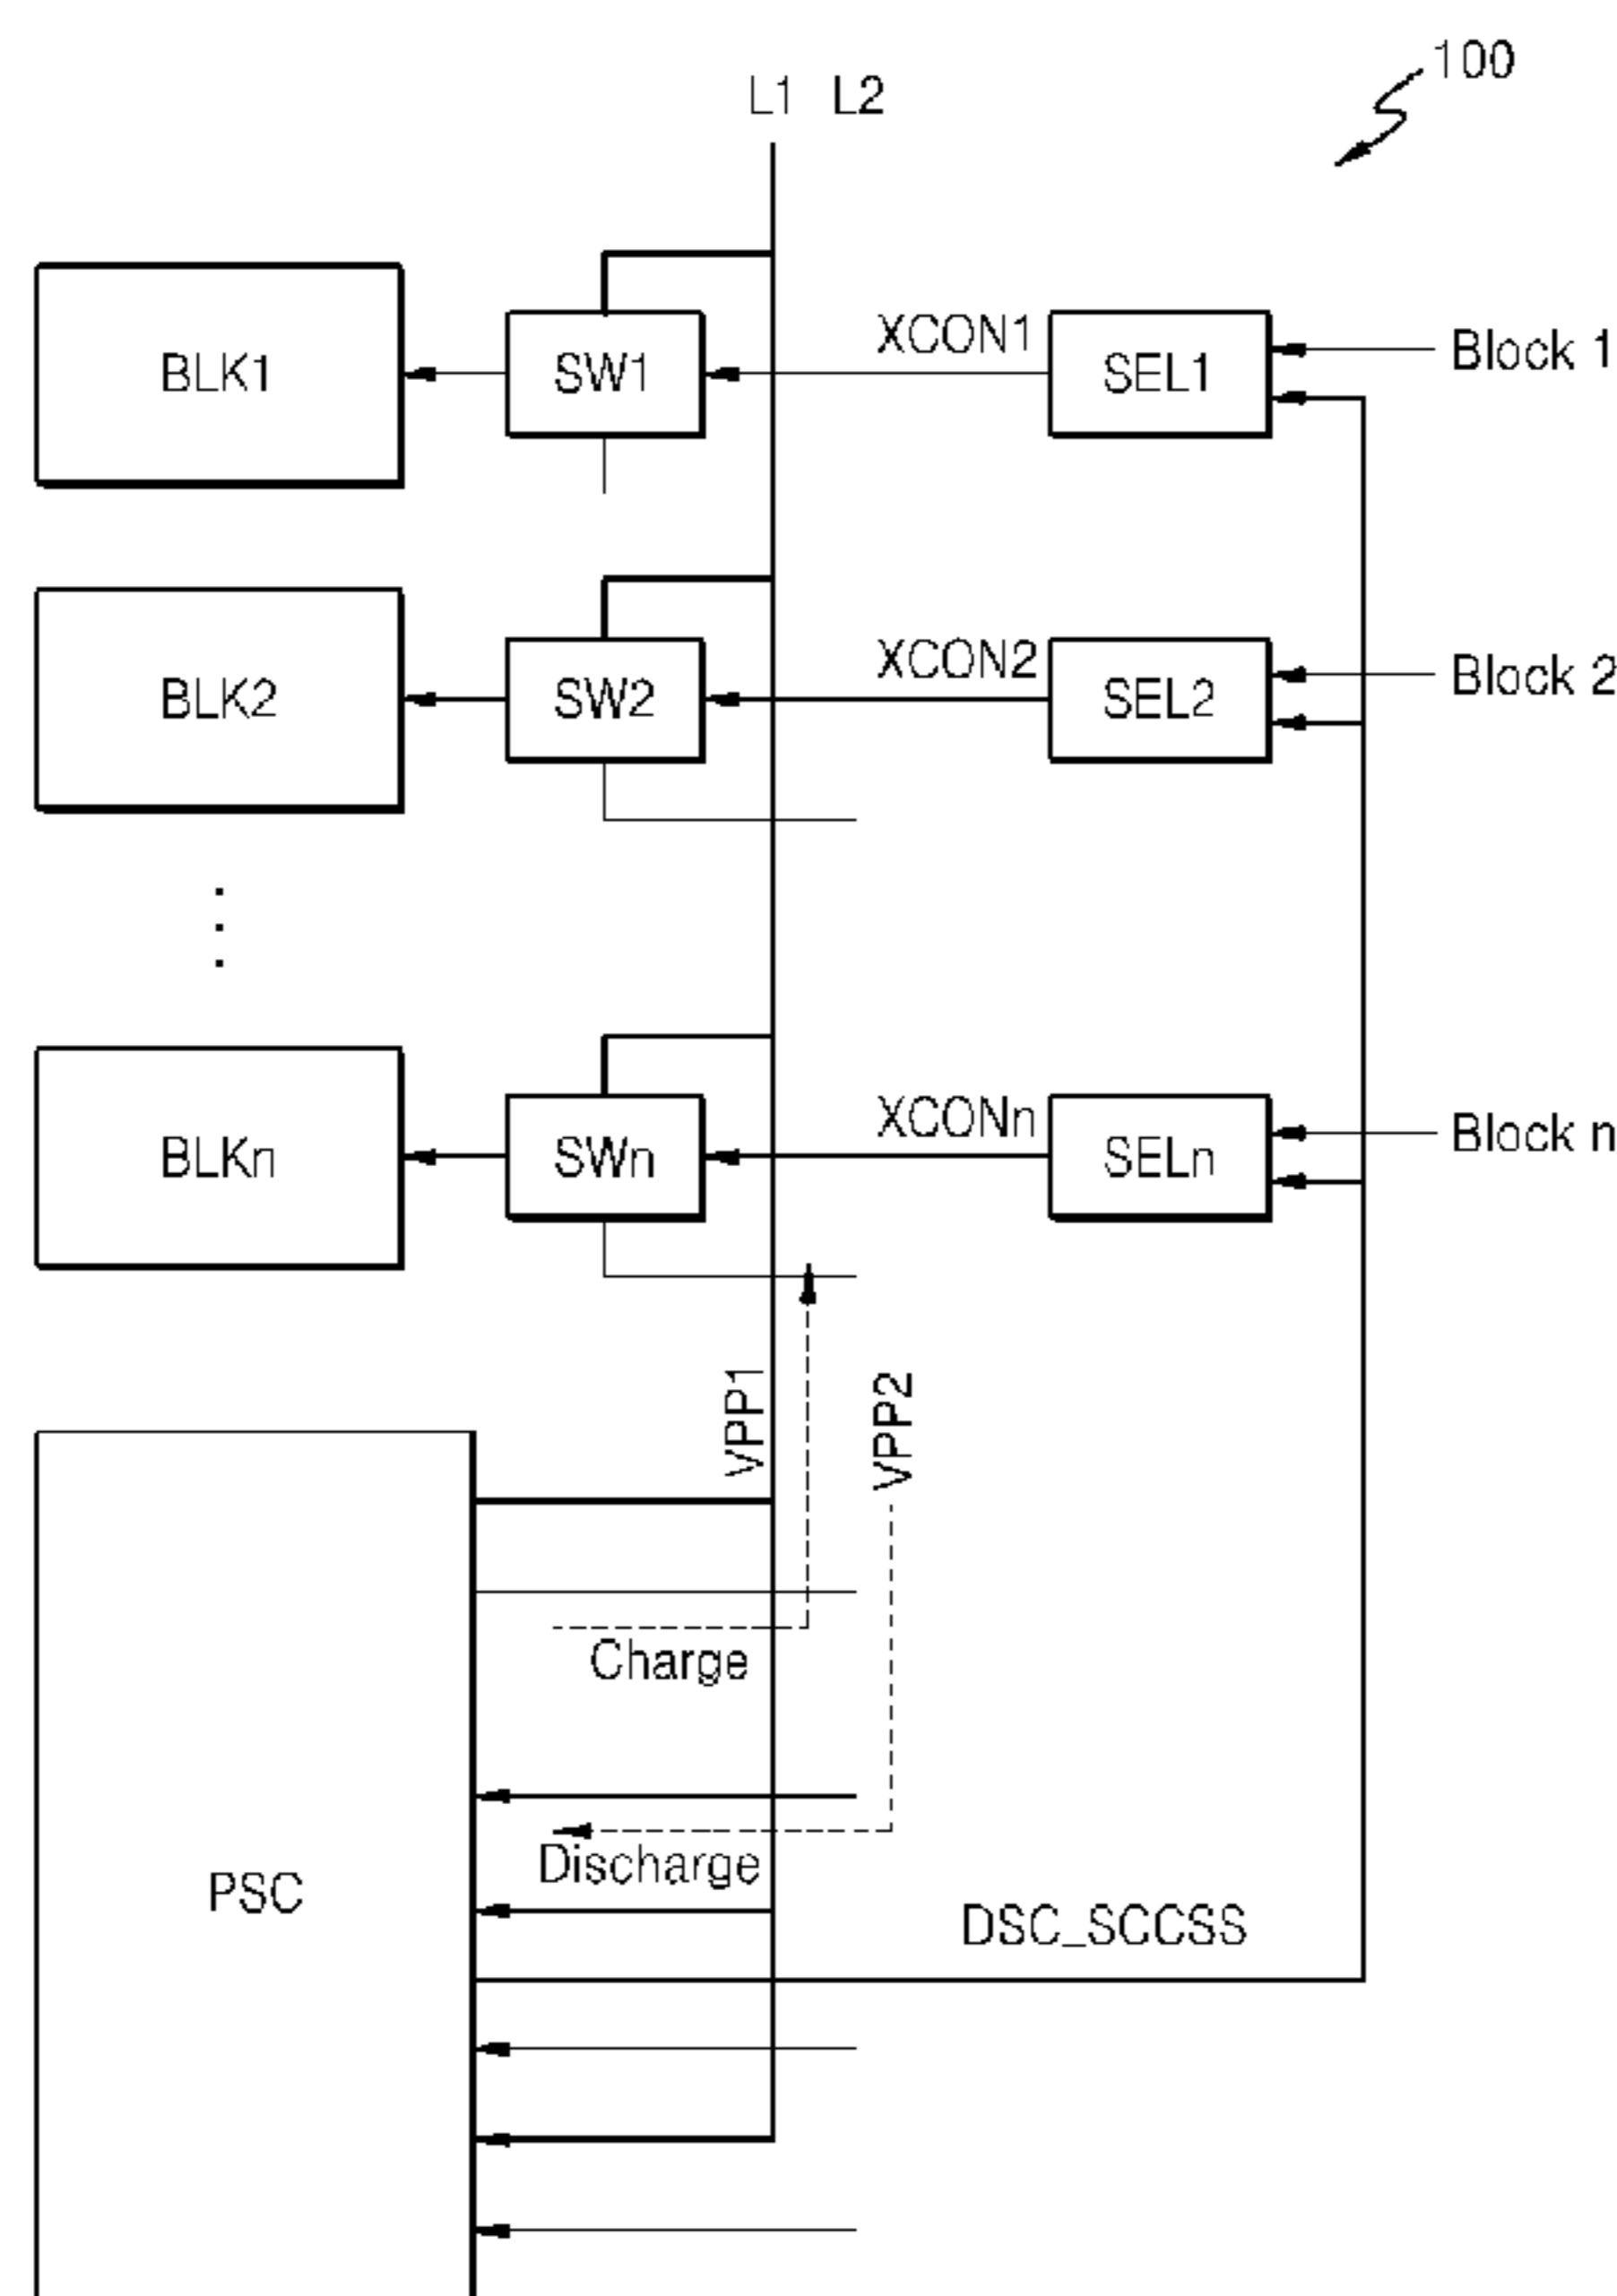 100
L1 L2
BLK1
SW1
XCON1
SEL1
Block 1
BLK2
SW2
XCON2
SEL2
Block 2
BLKn
SWn
XCONn
SELn
Block n
VPP1
VPP2
Charge
Discharge
PSC
DSC_SCCSS